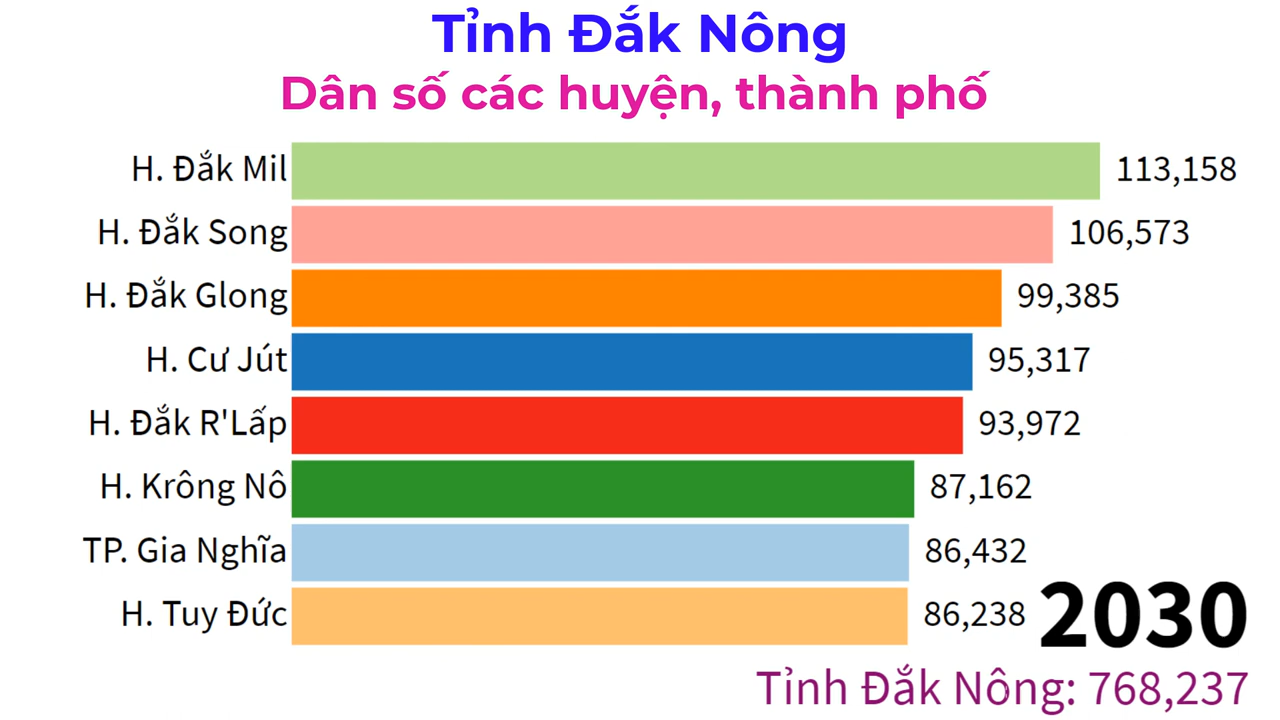 Tỉnh Đắk Nông
Dân số các huyện, thành phố
H. Đắk Mil 113,158
H. Đắk Song 106,573
H. Đắk Glong 99,385
H. Cư Jút 95,317
H. Đắk R'Lấp 93,972
H. Krông Nô 87,162
TP. Gia Nghĩa 86,432
H. Tuy Đức 86,238
2030
Tỉnh Đắk Nông: 768,237